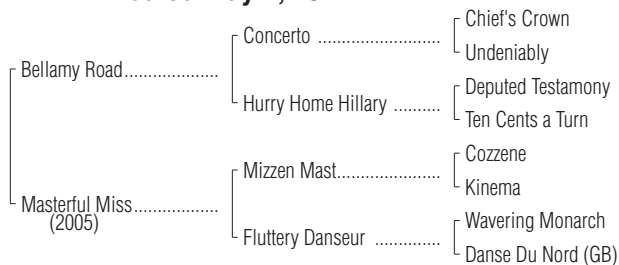 Concerto ........................ Chief's Crown
Undeniably
Bellamy Road...................
Hurry Home Hillary .......... Deputed Testamony
Ten Cents a Turn
Mizzen Mast..................... Cozzene
Kinema
Masterful Miss.................
(2005)
Fluttery Danseur ............. Wavering Monarch
Danse Du Nord (GB)